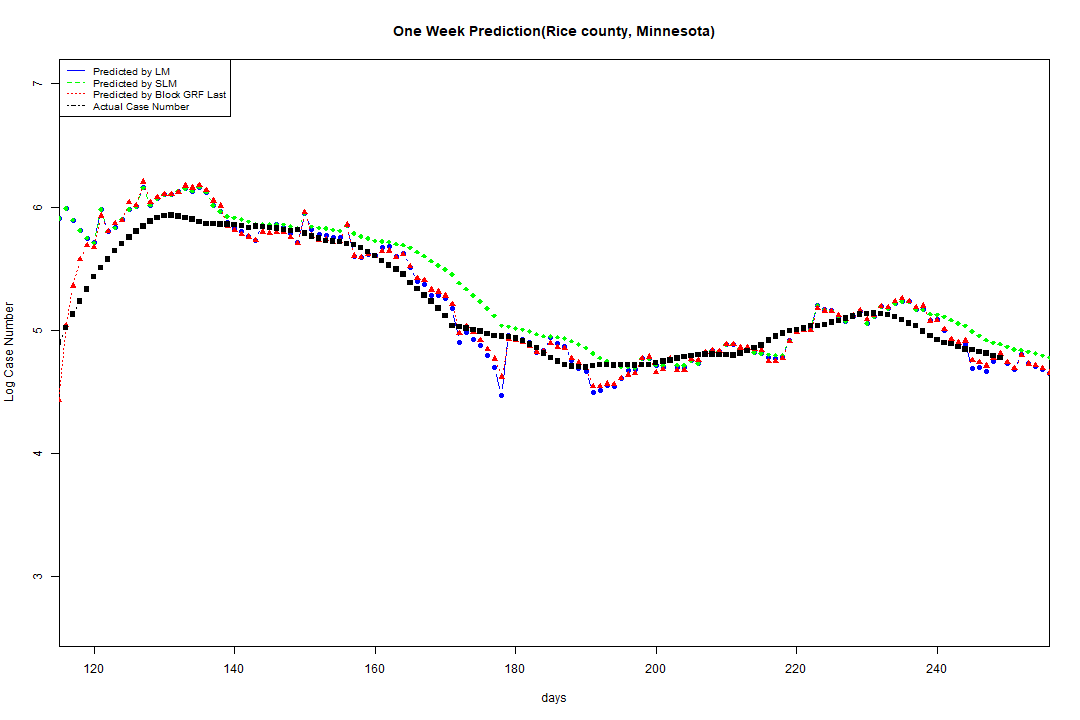 One Week Prediction(Rice county, Minnesota)
Predicted by LM
Predicted by SLM
Predicted by Block GRF Last
Actual Case Number
7
6
5
4
3
Log Case Number
120 140 160 180 200 220 240
days